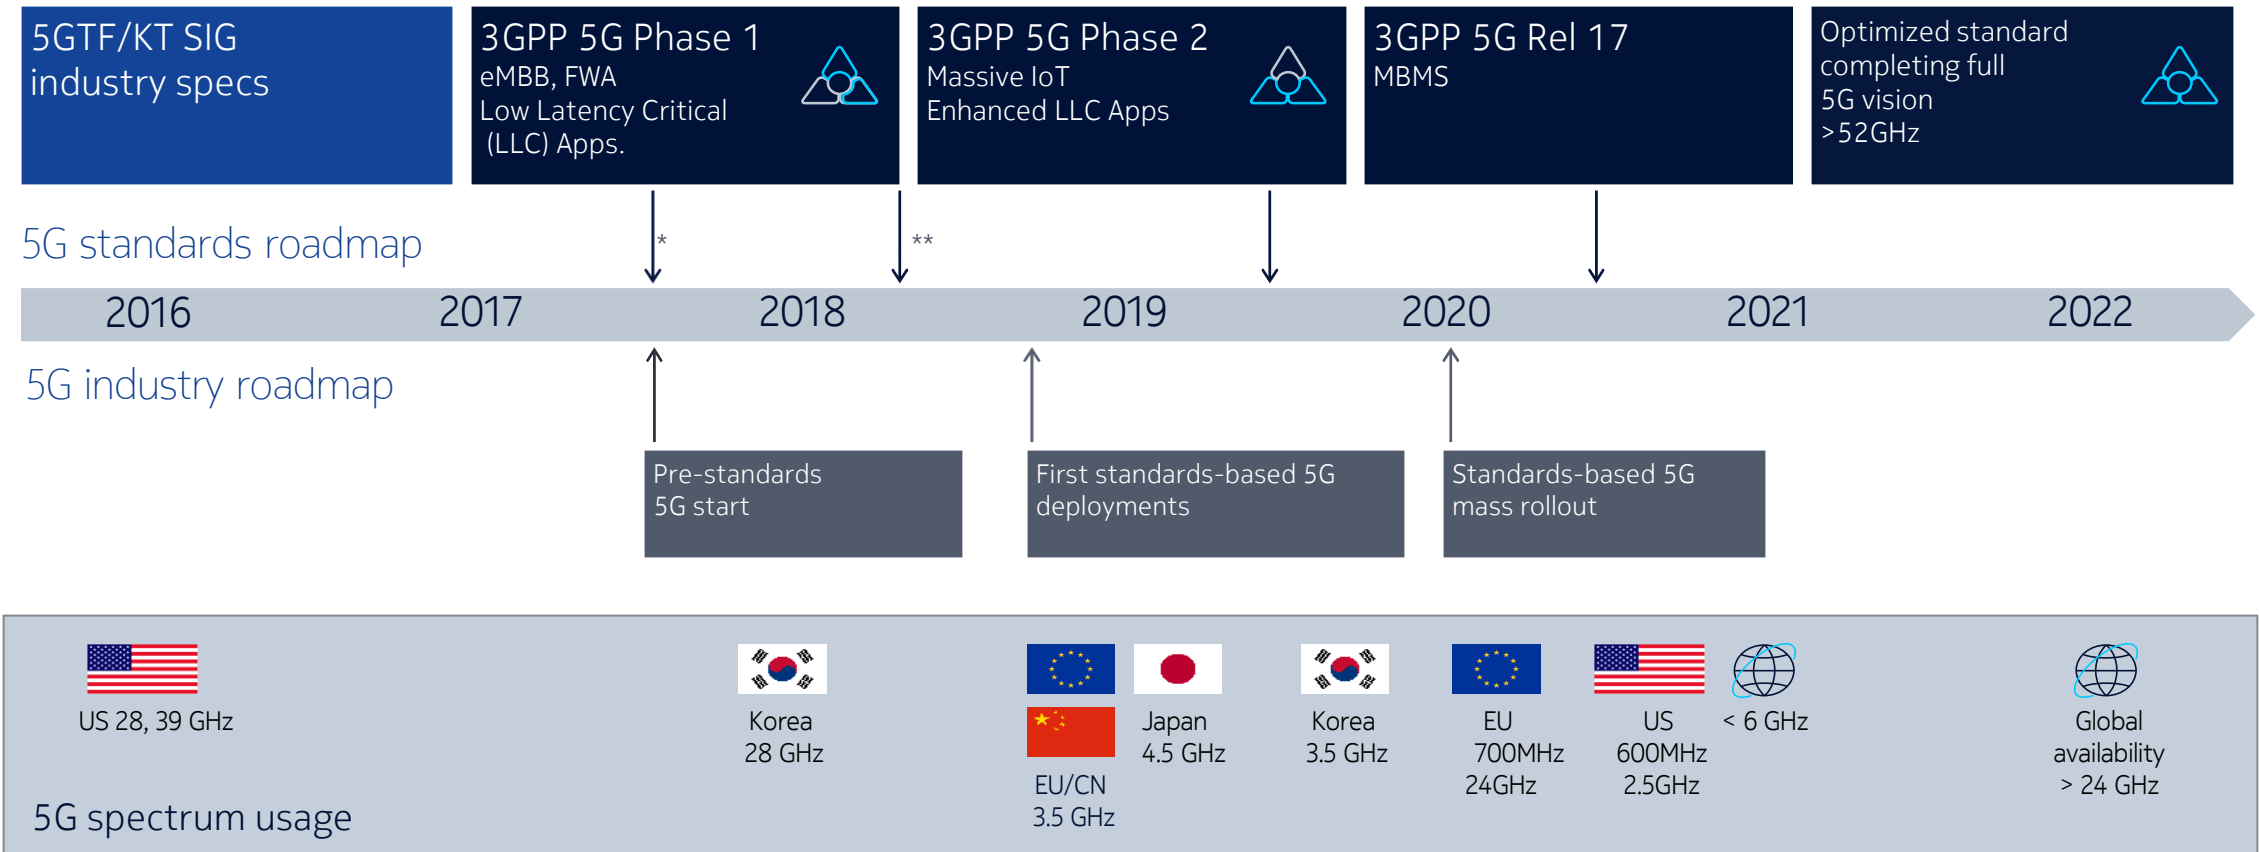 5GTF/KT SIG
industry specs
3GPP 5G Phase 1
eMBB, FWA
Low Latency Critical
(LLC) Apps.
3GPP 5G Phase 2
Massive IoT
Enhanced LLC Apps
3GPP 5G Rel 17
MBMS
Optimized standard
completing full
5G vision
>52GHz
5G standards roadmap
*
**
2016
2017
2018
2019
2020
2021
2022
5G industry roadmap
Pre-standards
5G start
First standards-based 5G
deployments
Standards-based 5G
mass rollout
US 28, 39 GHz
Korea
28 GHz
EU/CN
3.5 GHz
Japan
4.5 GHz
Korea
3.5 GHz
EU
700MHz
24GHz
US
600MHz
2.5GHz
< 6 GHz
Global
availability
> 24 GHz
5G spectrum usage